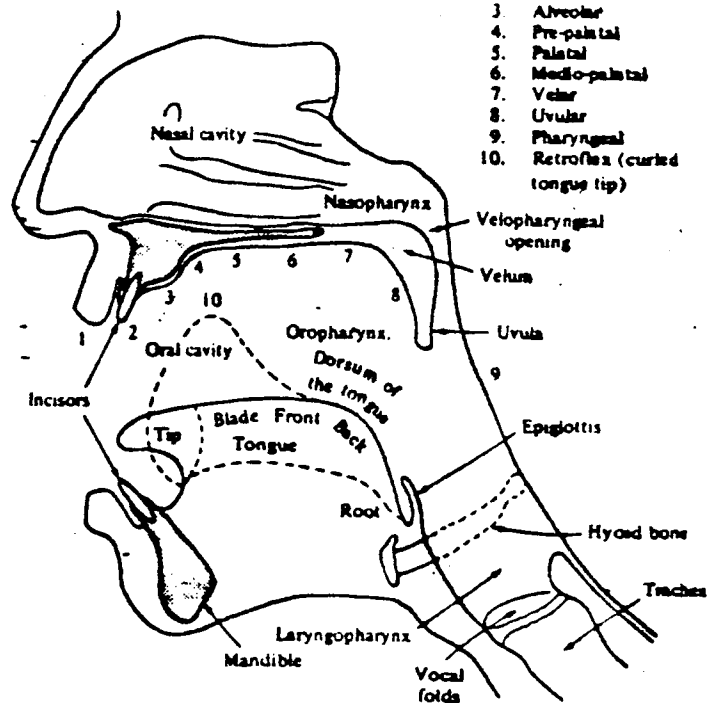 3. Alveolar
4. Pre-palatal
5. Palatal
6. Medio-palatal
7. Velar
8. Uvular
9. Pharyngeal
10. Retroflex (curled
tongue tip)
Nasal cavity
Nasopharynx
Velopharyngeal
opening
Velum
4 5 6 7
3 10 8
1 2
Oropharynx.
Uvula
Oral cavity
Dorsum of
the tongue
9
Incisors
Blade Front Back
Tip
Tongue
Epiglottis
Root
Hyoid bone
Trachea
Laryngopharynx
Mandible
Vocal
folds